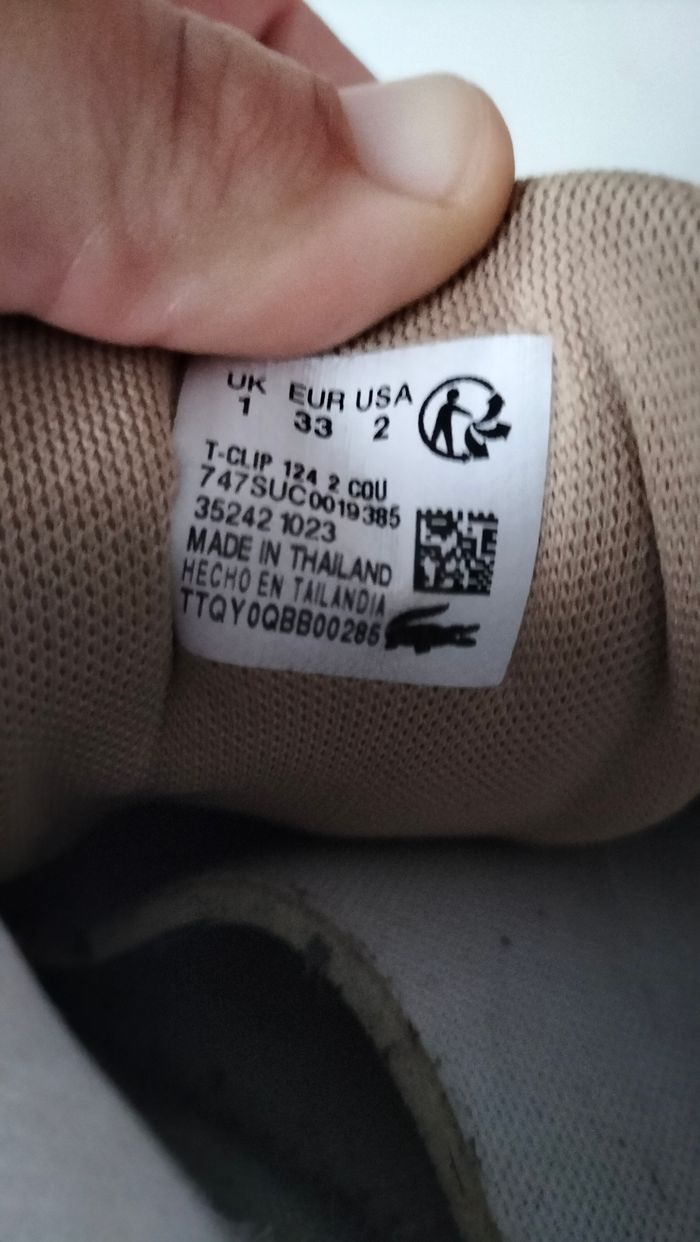 UK EUR USA
1 33 2
T-CLIP 124 2 COU
747SUC0019385
35242 1023
MADE IN THAILAND
HECHO EN TAILANDIA
TTQY0QBB00285